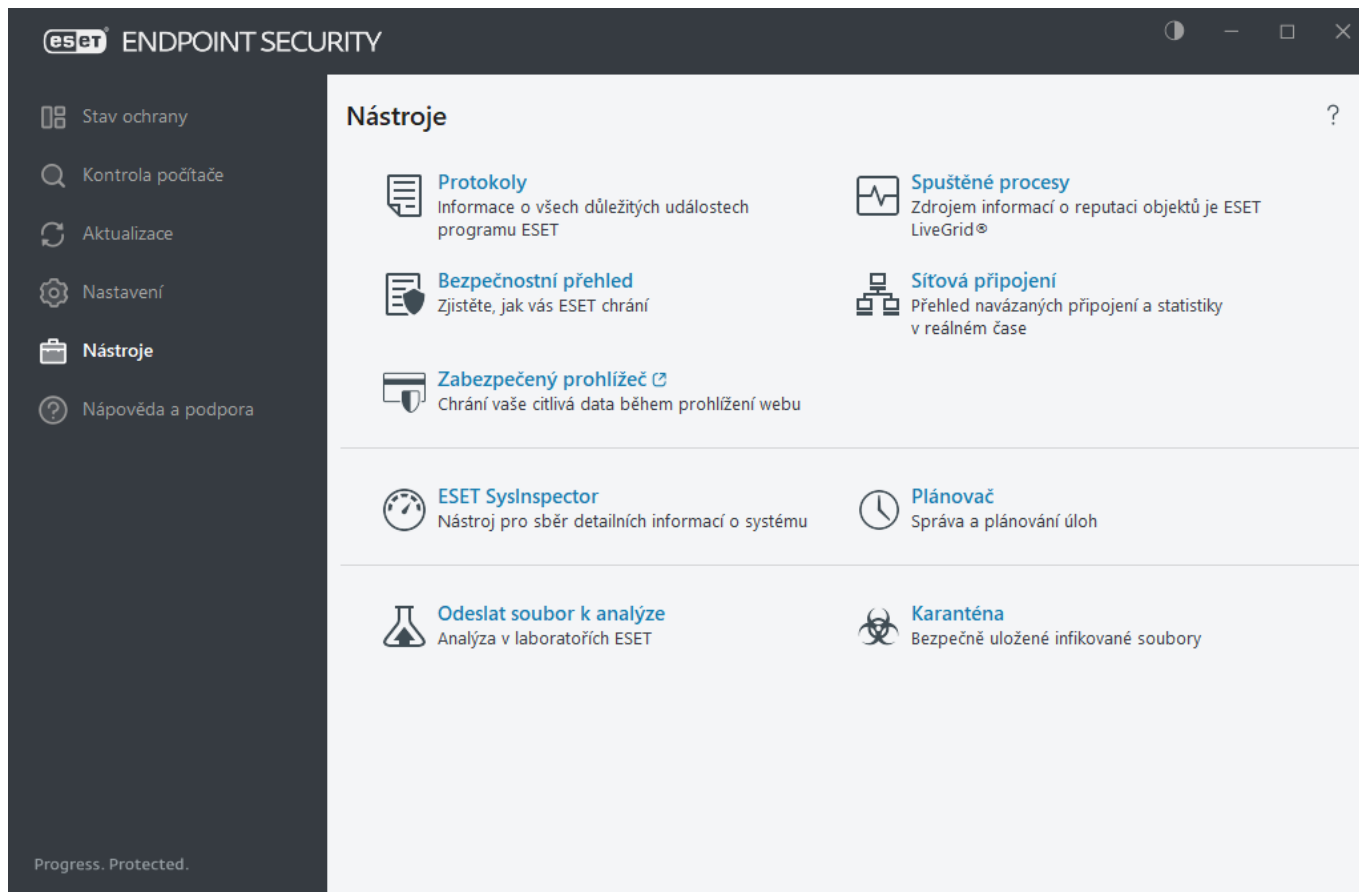 eset ENDPOINT SECURITY
Stav ochrany
Kontrola počítače
Aktualizace
Nastavení
Nástroje
Nápověda a podpora
Progress. Protected.
Nástroje
?
Protokoly
Informace o všech důležitých událostech
programu ESET
Spuštěné procesy
Zdrojem informací o reputaci objektů je ESET
LiveGrid®
Bezpečnostní přehled
Zjistěte, jak vás ESET chrání
Síťová připojení
Přehled navázaných připojení a statistiky
v reálném čase
Zabezpečený prohlížeč
Chrání vaše citlivá data během prohlížení webu
ESET SysInspector
Nástroj pro sběr detailních informací o systému
Plánovač
Správa a plánování úloh
Odeslat soubor k analýze
Analýza v laboratořích ESET
Karanténa
Bezpečně uložené infikované soubory